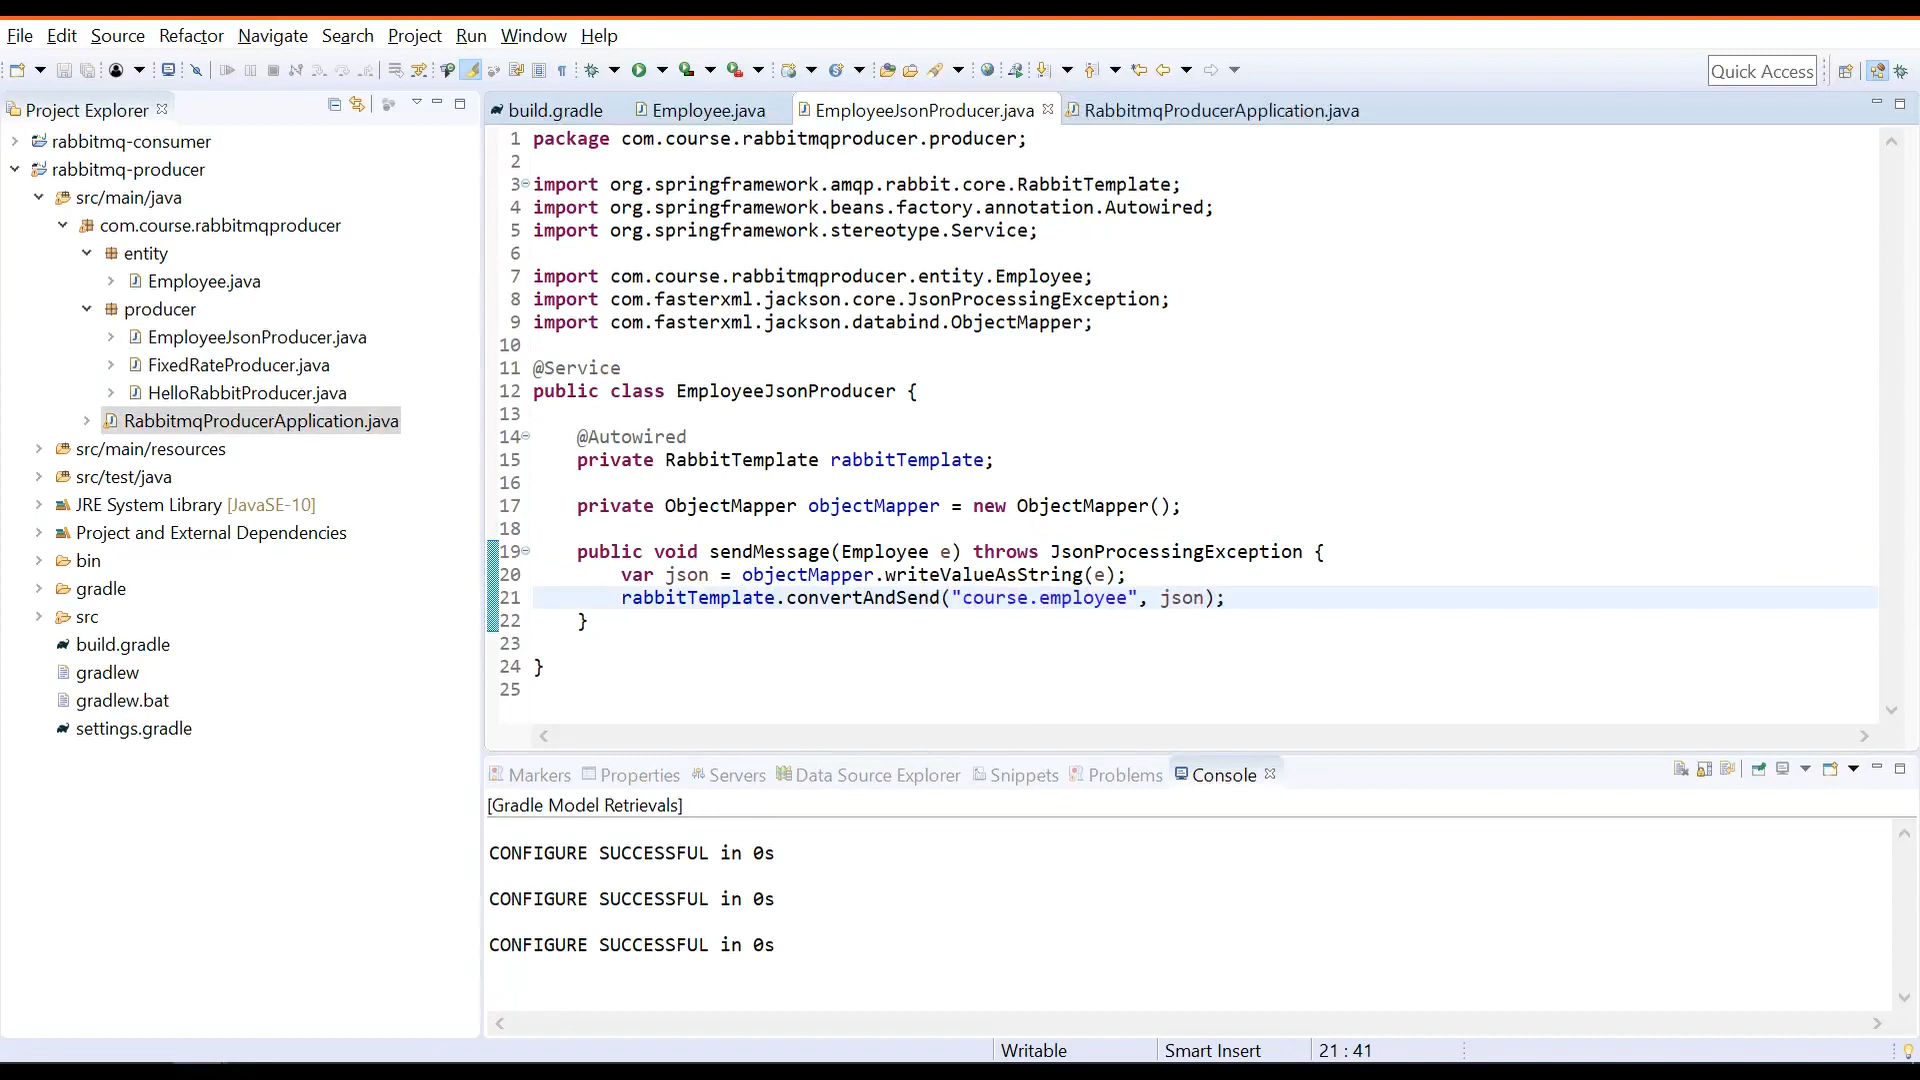 File Edit Source Refactor Navigate Search Project Run Window Help
Quick Access
Project Explorer
rabbitmq-consumer
rabbitmq-producer
src/main/java
com.course.rabbitmqproducer
entity
Employee.java
producer
EmployeeJsonProducer.java
FixedRateProducer.java
HelloRabbitProducer.java
RabbitmqProducerApplication.java
src/main/resources
src/test/java
JRE System Library [JavaSE-10]
Project and External Dependencies
bin
gradle
src
build.gradle
gradlew
gradlew.bat
settings.gradle
build.gradle Employee.java EmployeeJsonProducer.java RabbitmqProducerApplication.java
1 package com.course.rabbitmqproducer.producer;
2
3 import org.springframework.amqp.rabbit.core.RabbitTemplate;
4 import org.springframework.beans.factory.annotation.Autowired;
5 import org.springframework.stereotype.Service;
6
7 import com.course.rabbitmqproducer.entity.Employee;
8 import com.fasterxml.jackson.core.JsonProcessingException;
9 import com.fasterxml.jackson.databind.ObjectMapper;
10
11 @Service
12 public class EmployeeJsonProducer {
13
14 @Autowired
15 private RabbitTemplate rabbitTemplate;
16
17 private ObjectMapper objectMapper = new ObjectMapper();
18
19 public void sendMessage(Employee e) throws JsonProcessingException {
20 var json = objectMapper.writeValueAsString(e);
21 rabbitTemplate.convertAndSend("course.employee", json);
22 }
23
24 }
25
Markers Properties Servers Data Source Explorer Snippets Problems Console
[Gradle Model Retrievals]
CONFIGURE SUCCESSFUL in 0s
CONFIGURE SUCCESSFUL in 0s
CONFIGURE SUCCESSFUL in 0s
Writable Smart Insert 21 : 41